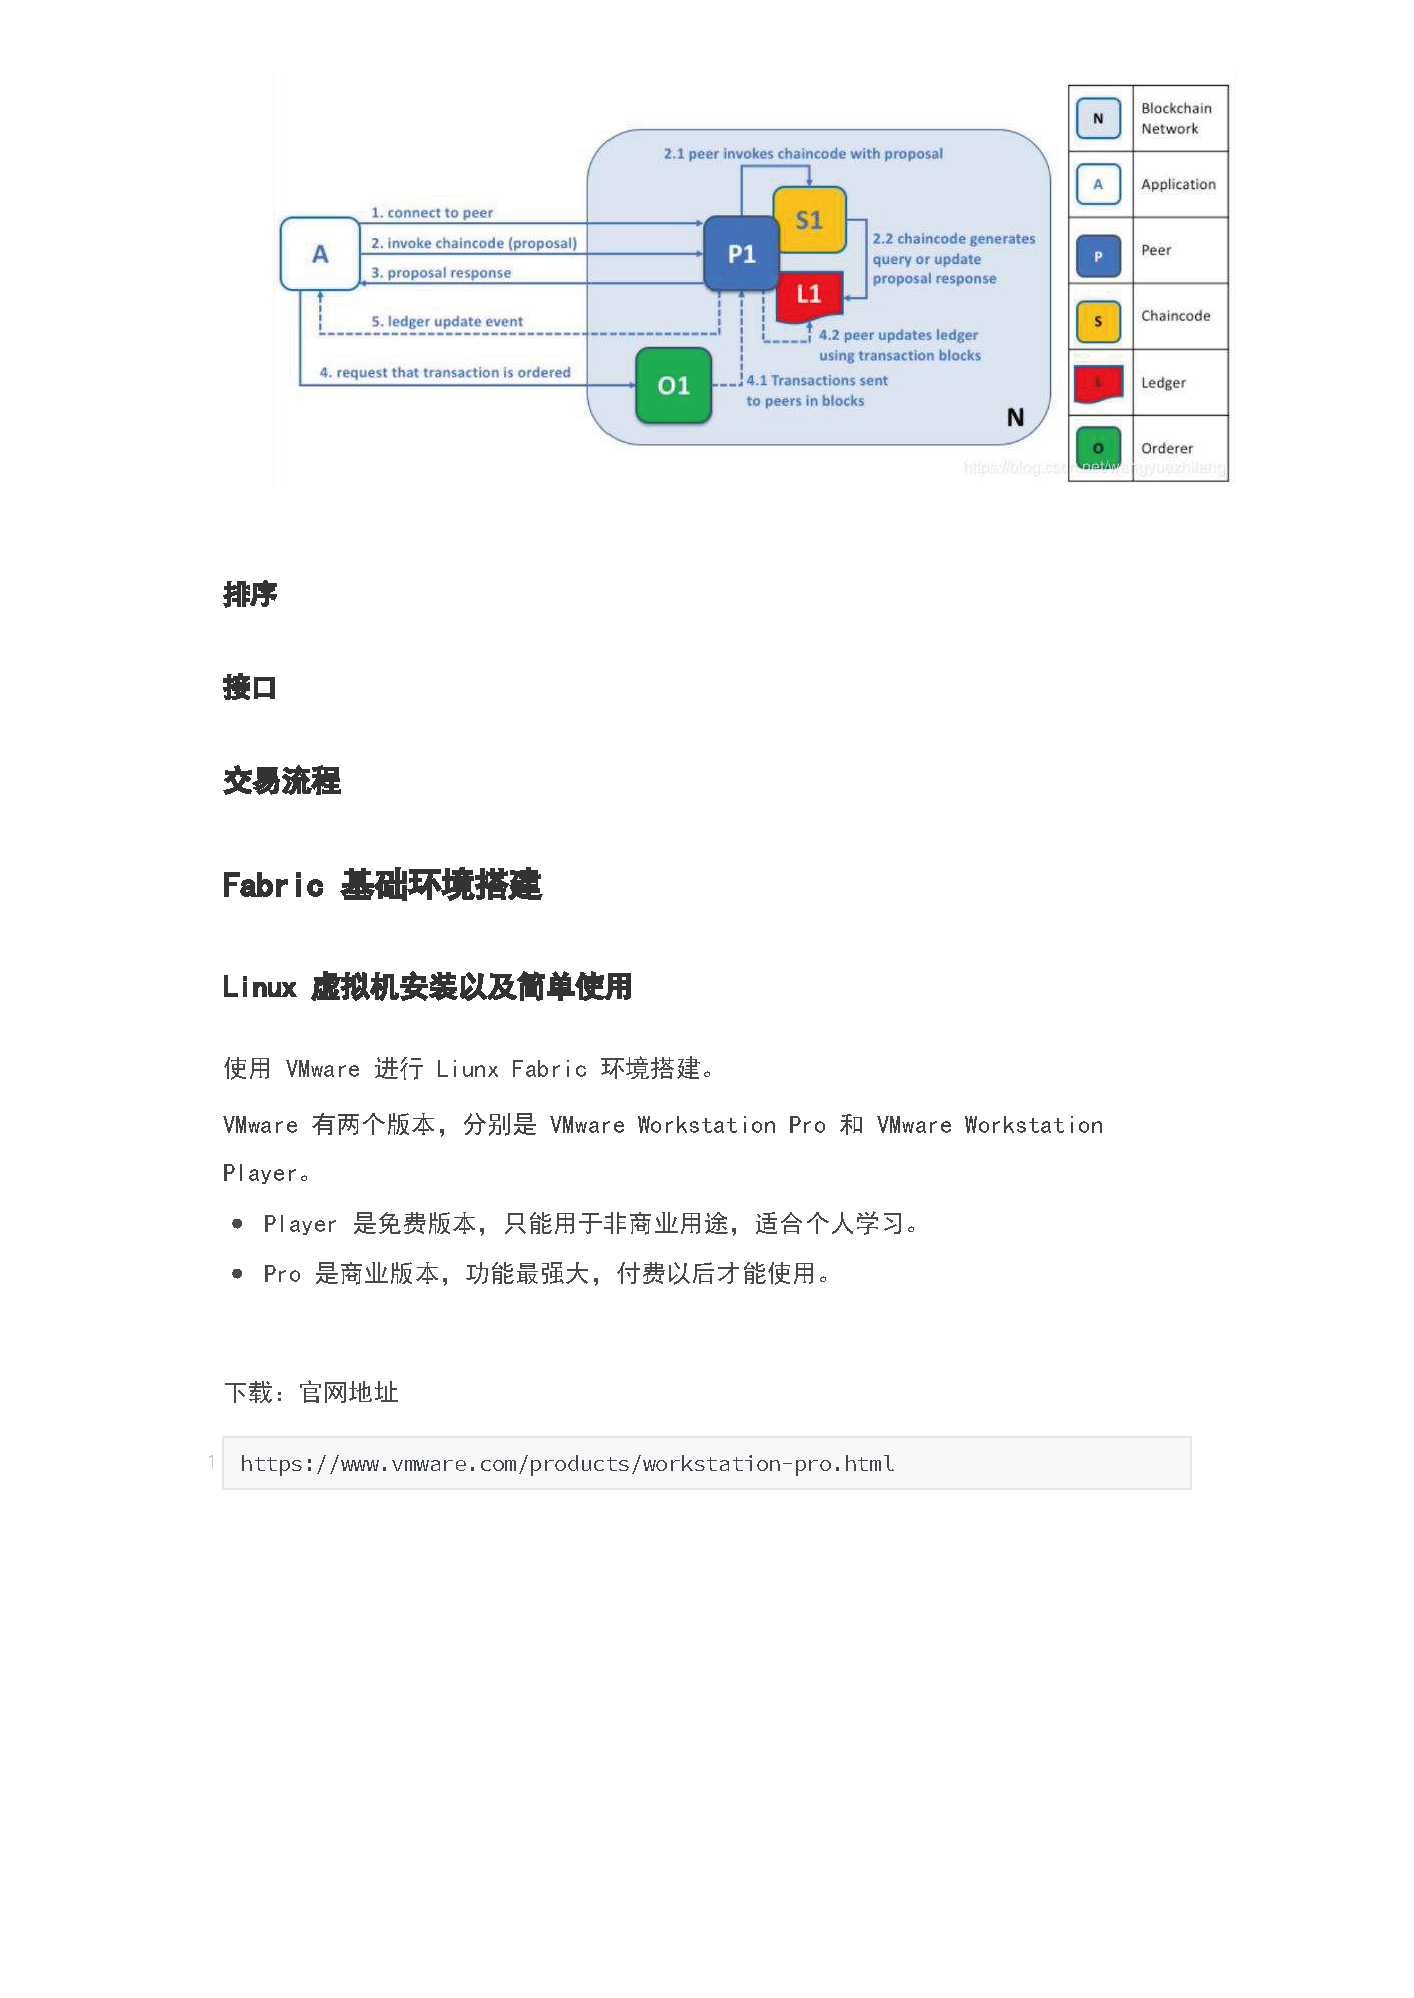 2.1 peer invokes chaincode with proposal
1. connect to peer
2. invoke chaincode (proposal)
3. proposal response
5. ledger update event
4. request that transaction is ordered
A
P1
S1
L1
O1
2.2 chaincode generates
query or update
proposal response
4.2 peer updates ledger
using transaction blocks
4.1 Transactions sent
to peers in blocks
N
N Blockchain
Network
A Application
P Peer
S Chaincode
L Ledger
O Orderer
https://blog.csdn.net/wangyuezhilang
排序
接口
交易流程
Fabric 基础环境搭建
Linux 虚拟机安装以及简单使用
使用 VMware 进行 Liunx Fabric 环境搭建。
VMware 有两个版本，分别是 VMware Workstation Pro 和 VMware Workstation
Player。
● Player 是免费版本，只能用于非商业用途，适合个人学习。
● Pro 是商业版本，功能最强大，付费以后才能使用。
下载：官网地址
1 https://www.vmware.com/products/workstation-pro.html